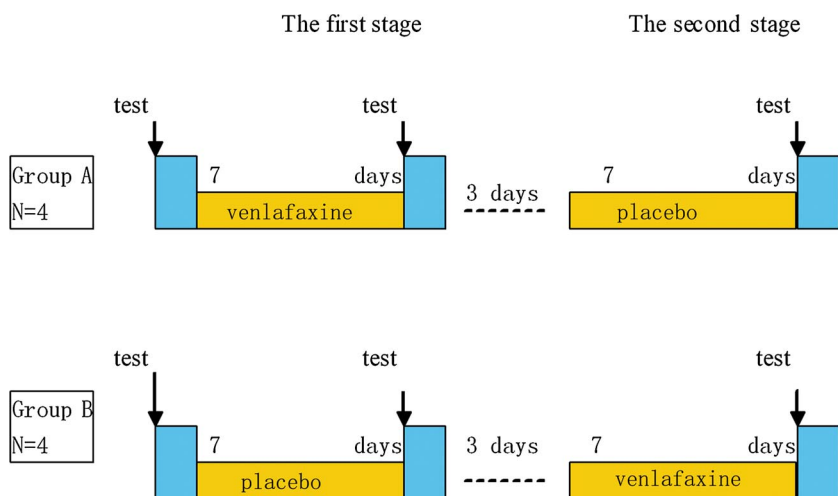 The first stage
The second stage
test
test
test
Group A
N=4
7 days
venlafaxine
3 days
7 days
placebo
test
test
test
Group B
N=4
7 days
placebo
3 days
7 days
venlafaxine